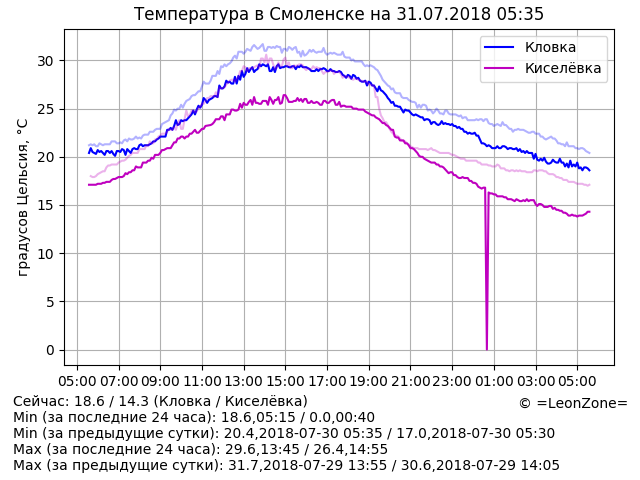 Температура в Смоленске на 31.07.2018 05:35
Кловка
Киселёвка
градусов Цельсия, °C
30
25
20
15
10
5
0
05:00 07:00 09:00 11:00 13:00 15:00 17:00 19:00 21:00 23:00 01:00 03:00 05:00
Сейчас: 18.6 / 14.3 (Кловка / Киселёвка)
© =LeonZone=
Min (за последние 24 часа): 18.6,05:15 / 0.0,00:40
Min (за предыдущие сутки): 20.4,2018-07-30 05:35 / 17.0,2018-07-30 05:30
Max (за последние 24 часа): 29.6,13:45 / 26.4,14:55
Max (за предыдущие сутки): 31.7,2018-07-29 13:55 / 30.6,2018-07-29 14:05